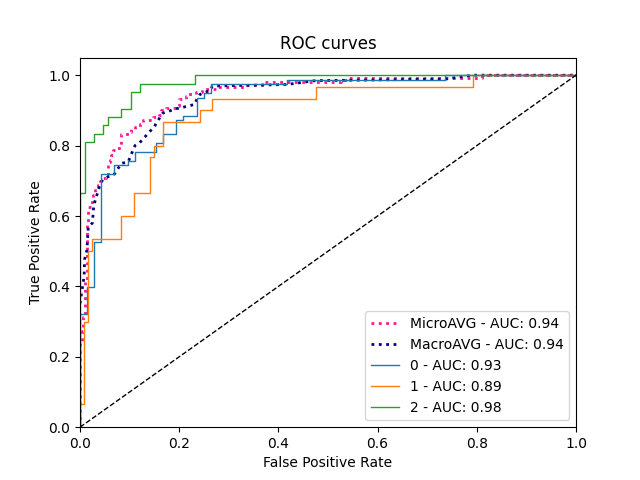 ROC curves
True Positive Rate
1.0
0.8
0.6
0.4
0.2
0.0
MicroAVG - AUC: 0.94
MacroAVG - AUC: 0.94
0 - AUC: 0.93
1 - AUC: 0.89
2 - AUC: 0.98
0.0 0.2 0.4 0.6 0.8 1.0
False Positive Rate